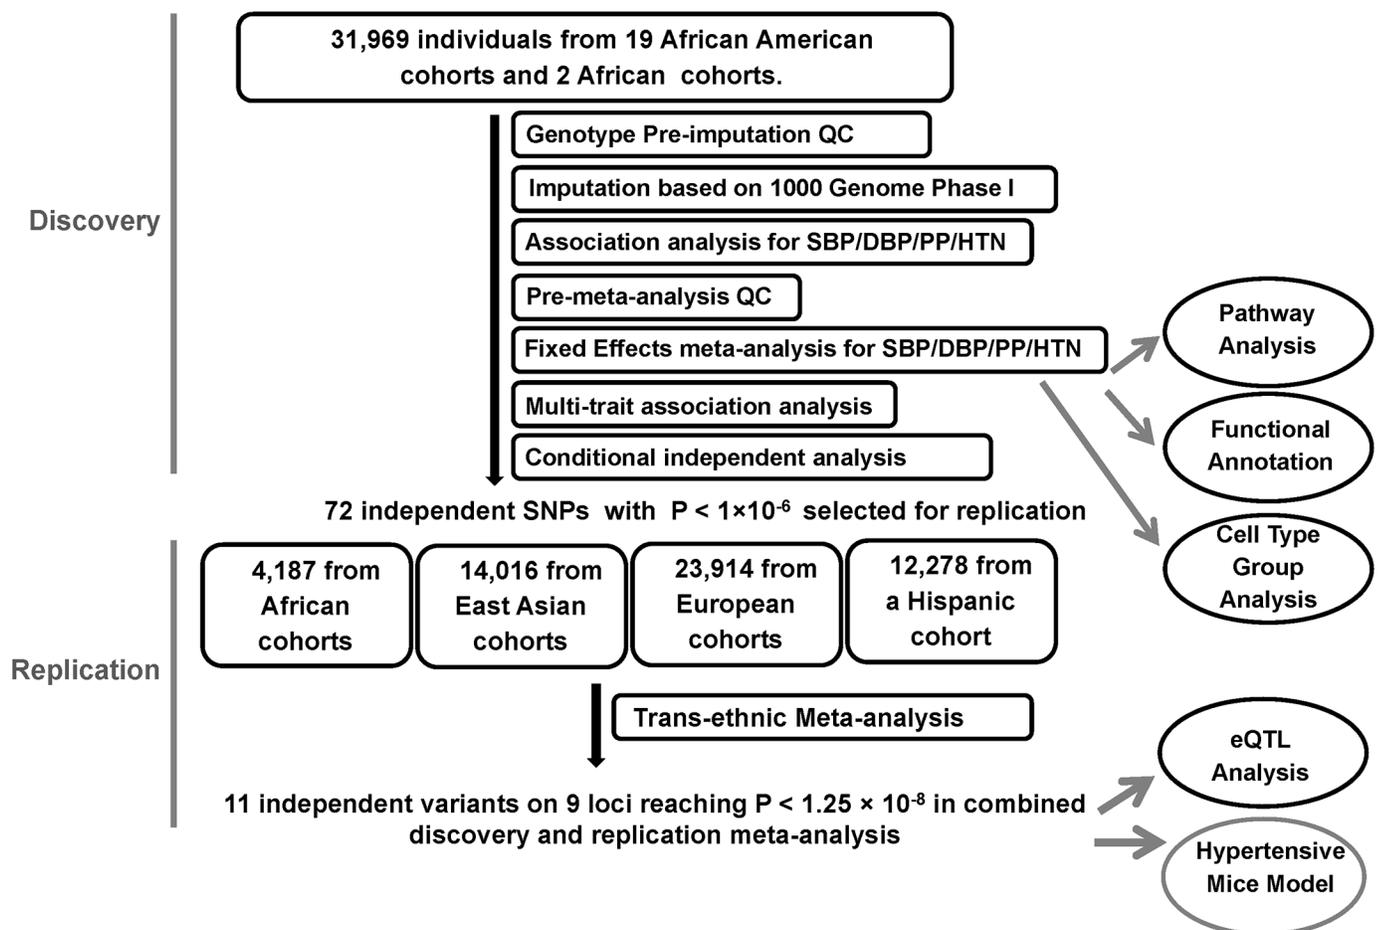 31,969 individuals from 19 African American
cohorts and 2 African cohorts.
Genotype Pre-imputation QC
Imputation based on 1000 Genome Phase I
Discovery
Association analysis for SBP/DBP/PP/HTN
Pre-meta-analysis QC
Fixed Effects meta-analysis for SBP/DBP/PP/HTN
Multi-trait association analysis
Conditional independent analysis
Pathway
Analysis
Functional
Annotation
Cell Type
Group
Analysis
72 independent SNPs with P < 1×10⁻⁶ selected for replication
Replication
4,187 from
African
cohorts
14,016 from
East Asian
cohorts
23,914 from
European
cohorts
12,278 from
a Hispanic
cohort
Trans-ethnic Meta-analysis
11 independent variants on 9 loci reaching P < 1.25 × 10⁻⁸ in combined
discovery and replication meta-analysis
eQTL
Analysis
Hypertensive
Mice Model